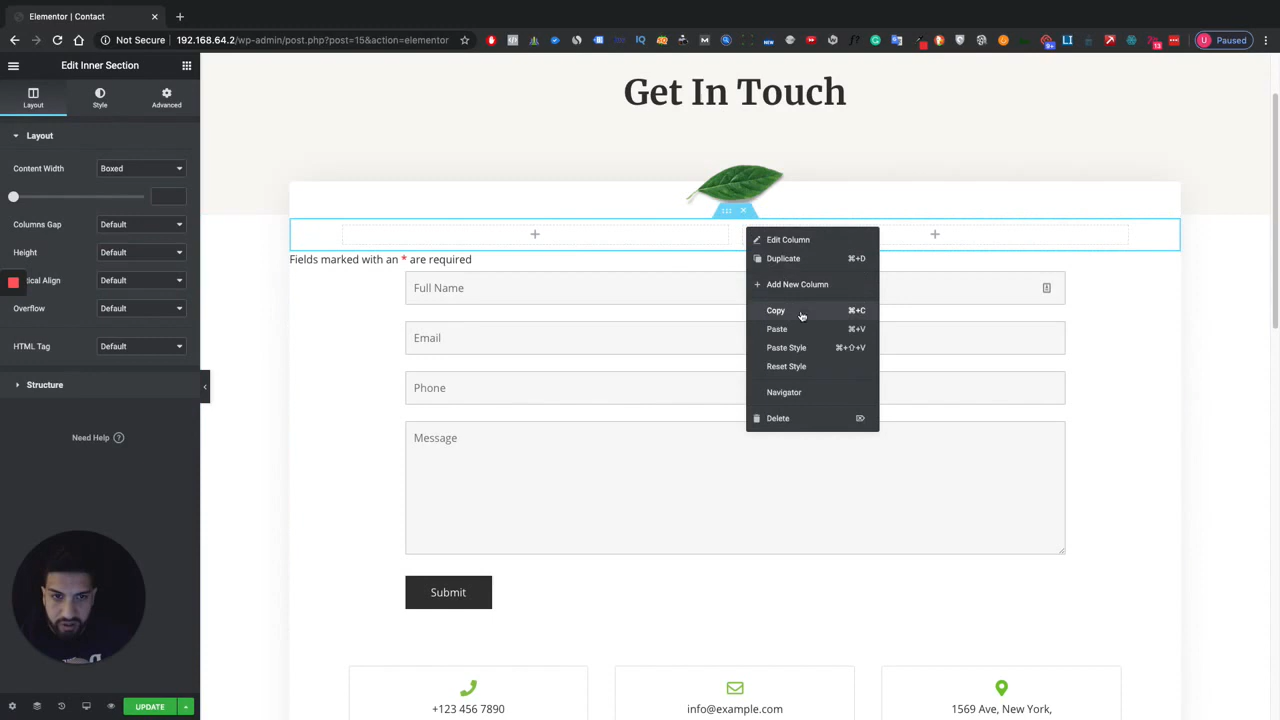 Elementor | Contact
Not Secure 192.168.64.2/wp-admin/post.php?post=15&action=elementor
Paused
Edit Inner Section
Layout
Style
Advanced
Layout
Content Width
Boxed
Columns Gap
Default
Height
Default
tical Align
Default
Overflow
Default
HTML Tag
Default
Structure
Need Help ?
UPDATE
Get In Touch
Fields marked with an * are required
Full Name
Email
Phone
Message
Submit
Edit Column
Duplicate ⌘+D
Add New Column
Copy ⌘+C
Paste ⌘+V
Paste Style ⌘+⇧+V
Reset Style
Navigator
Delete ⌦
+123 456 7890
info@example.com
1569 Ave, New York,